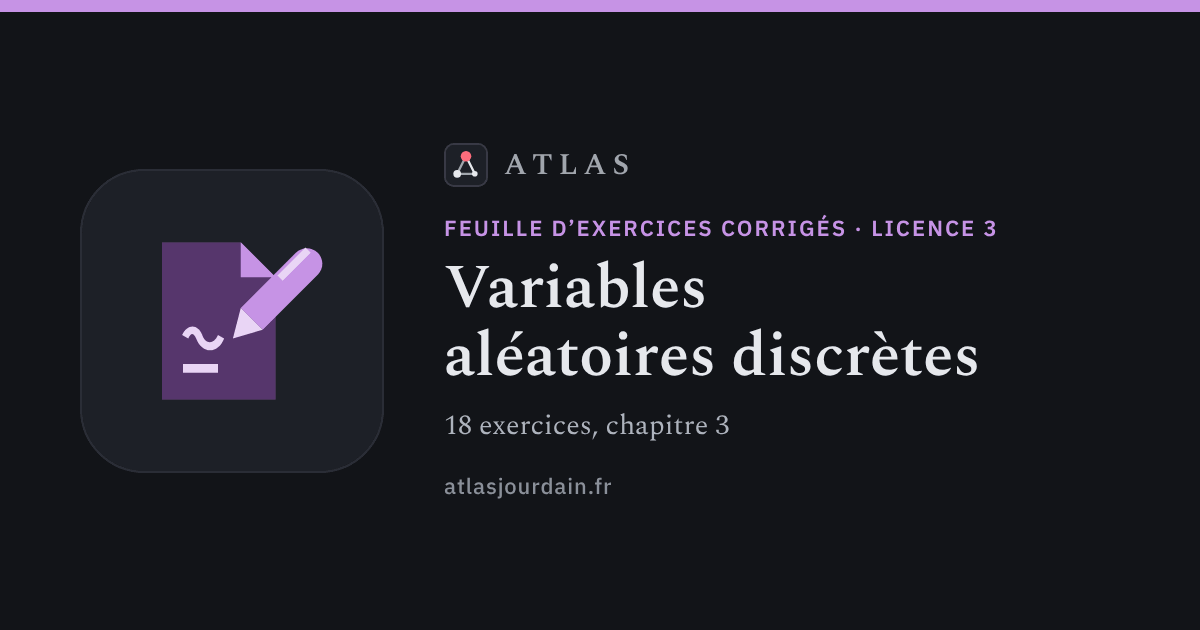 ATLAS
FEUILLE D’EXERCICES CORRIGÉS · LICENCE 3
Variables
aléatoires discrètes
18 exercices, chapitre 3
atlasjourdain.fr